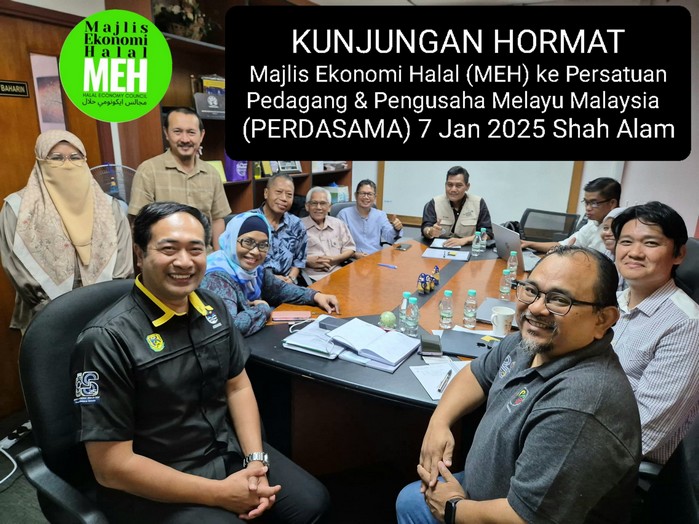 Majlis
Ekonomi
Halal
MEH
HALAL ECONOMY COUNCIL
مجلس ايكونومي حلال
KUNJUNGAN HORMAT
Majlis Ekonomi Halal (MEH) ke Persatuan
Pedagang & Pengusaha Melayu Malaysia
(PERDASAMA) 7 Jan 2025 Shah Alam
BAHARIN